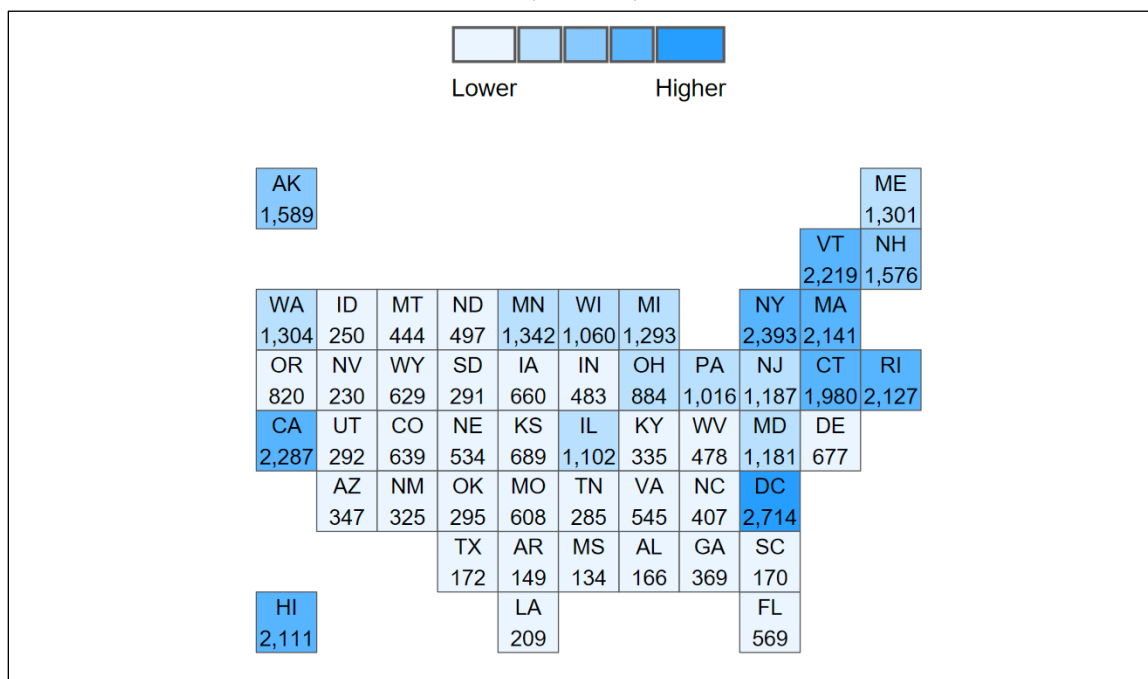 Lower Higher
AK ME
1,589 1,301
VT NH
2,219 1,576
WA ID MT ND MN WI MI NY MA
1,304 250 444 497 1,342 1,060 1,293 2,393 2,141
OR NV WY SD IA IN OH PA NJ CT RI
820 230 629 291 660 483 884 1,016 1,187 1,980 2,127
CA UT CO NE KS IL KY WV MD DE
2,287 292 639 534 689 1,102 335 478 1,181 677
AZ NM OK MO TN VA NC DC
347 325 295 608 285 545 407 2,714
TX AR MS AL GA SC
172 149 134 166 369 170
HI LA FL
2,111 209 569